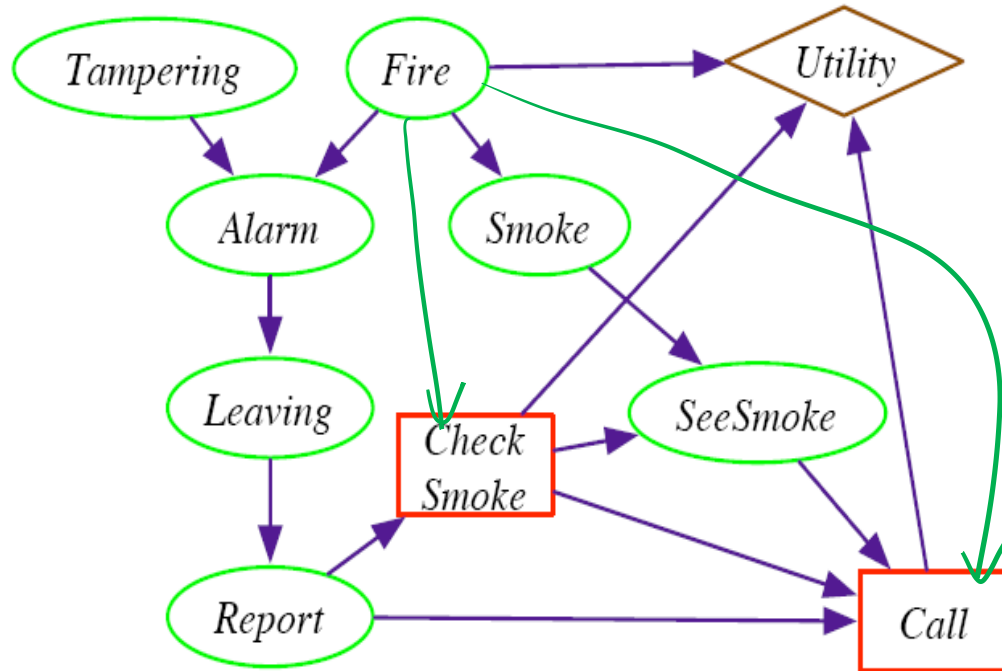 Tampering
Fire
Utility
Alarm
Smoke
Leaving
SeeSmoke
Check
Smoke
Report
Call